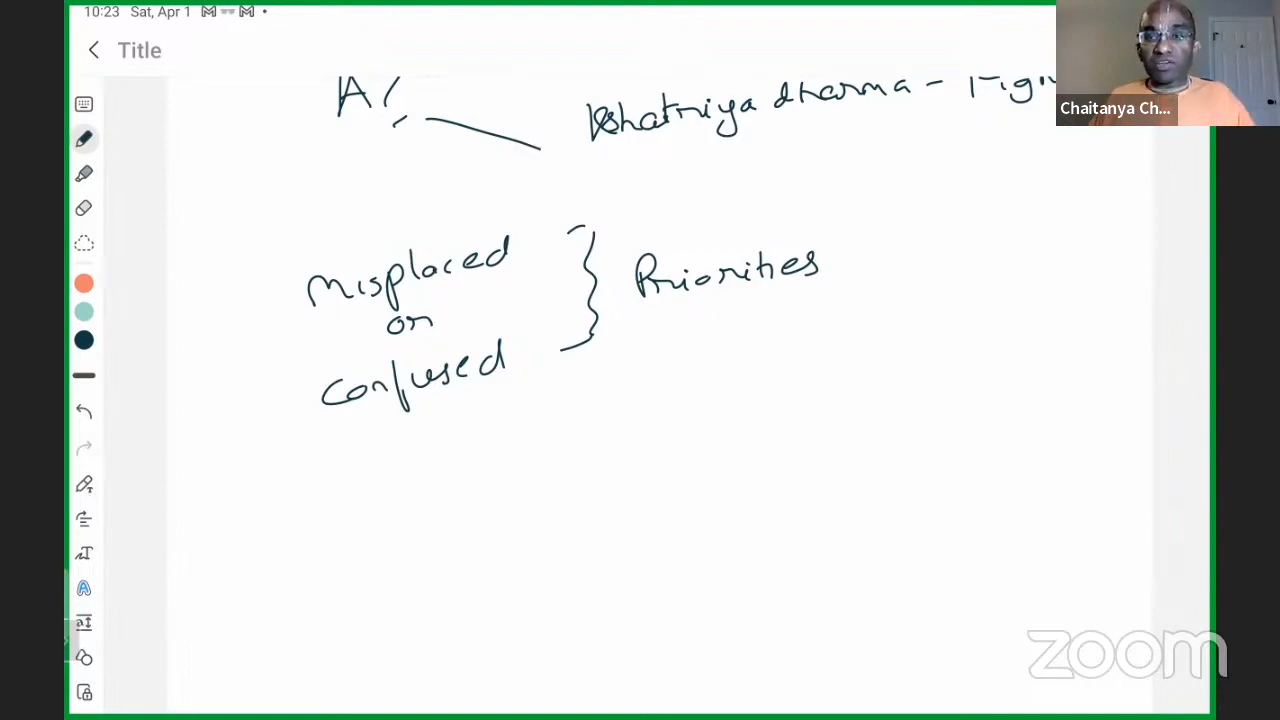 10:23 Sat, Apr 1
Title
Chaitanya Ch...
Kshatriya dharma -
Misplaced
or
confused
Priorities
zoom